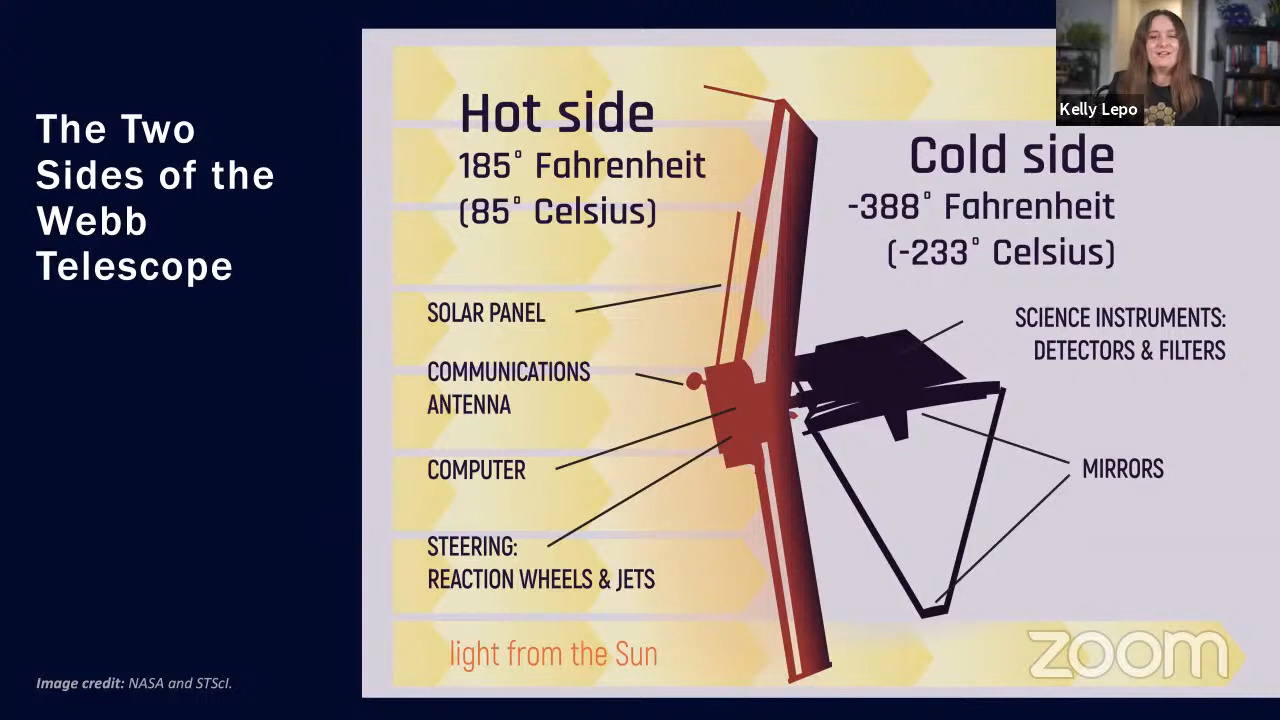 The Two
Sides of the
Webb
Telescope
Image credit: NASA and STScI.
Hot side
185° Fahrenheit
(85° Celsius)
SOLAR PANEL
COMMUNICATIONS
ANTENNA
COMPUTER
STEERING:
REACTION WHEELS & JETS
light from the Sun
Kelly Lepo
Cold side
-388° Fahrenheit
(-233° Celsius)
SCIENCE INSTRUMENTS:
DETECTORS & FILTERS
MIRRORS
zoom